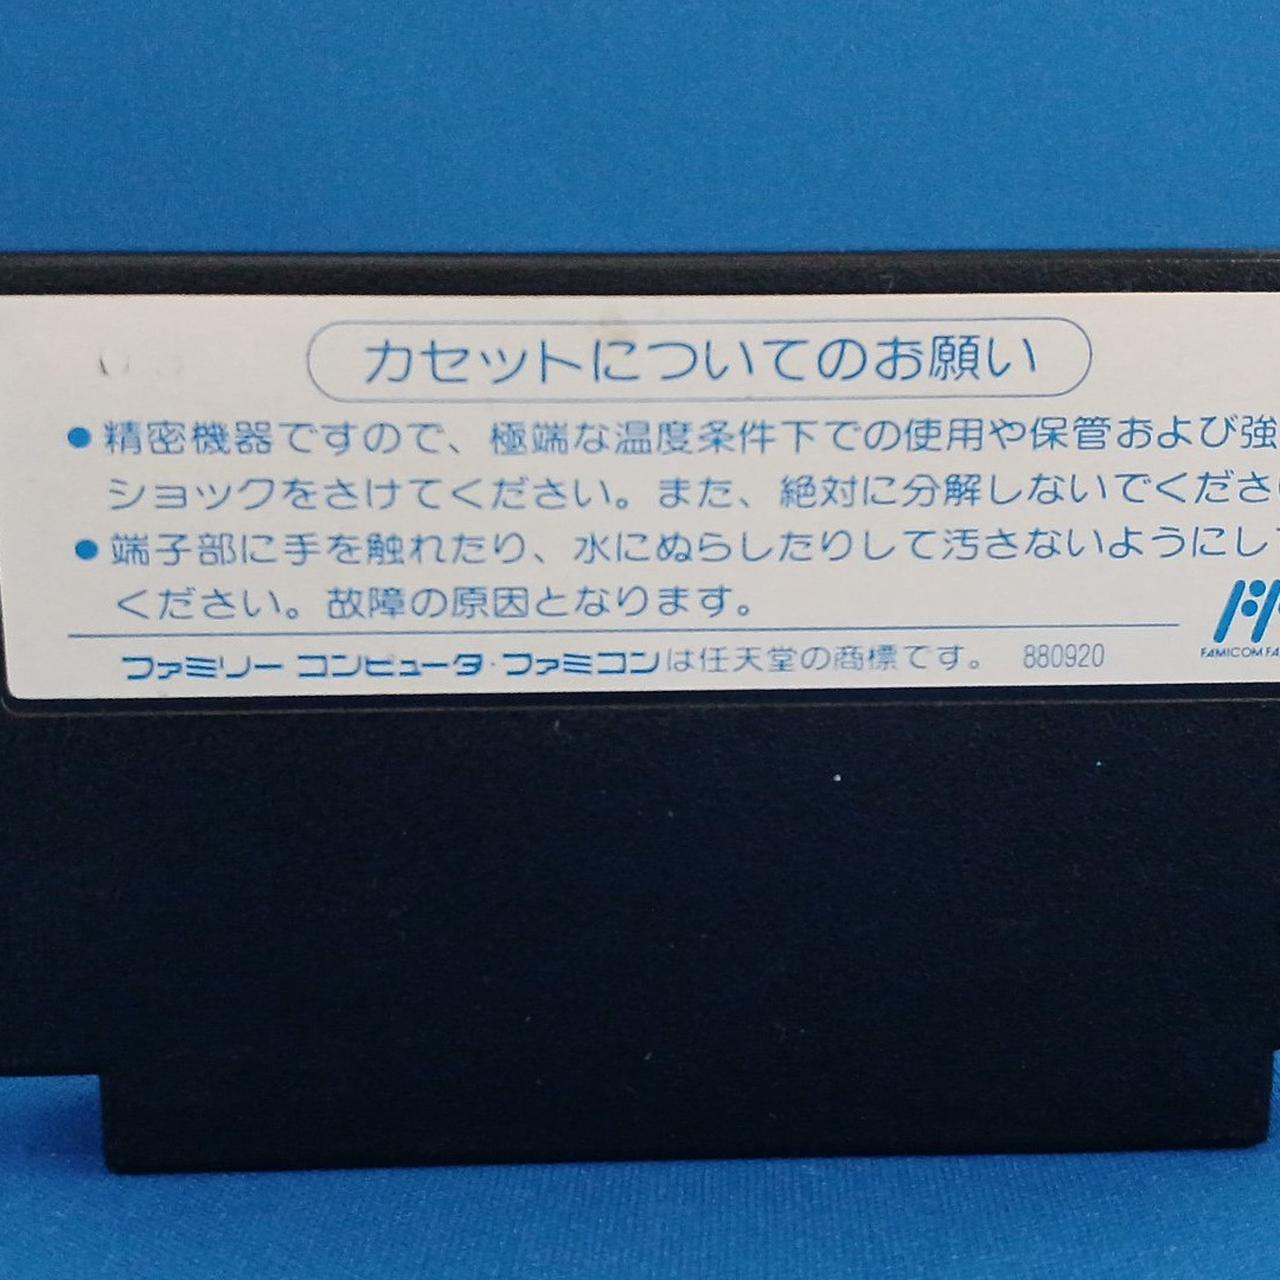 カセットについてのお願い
●精密機器ですので、極端な温度条件下での使用や保管および強
ショックをさけてください。また、絶対に分解しないでくださ
●端子部に手を触れたり、水にぬらしたりして汚さないようにして
ください。故障の原因となります。
ファミリーコンピュータ・ファミコンは任天堂の商標です。 880920
FAMICOM FA